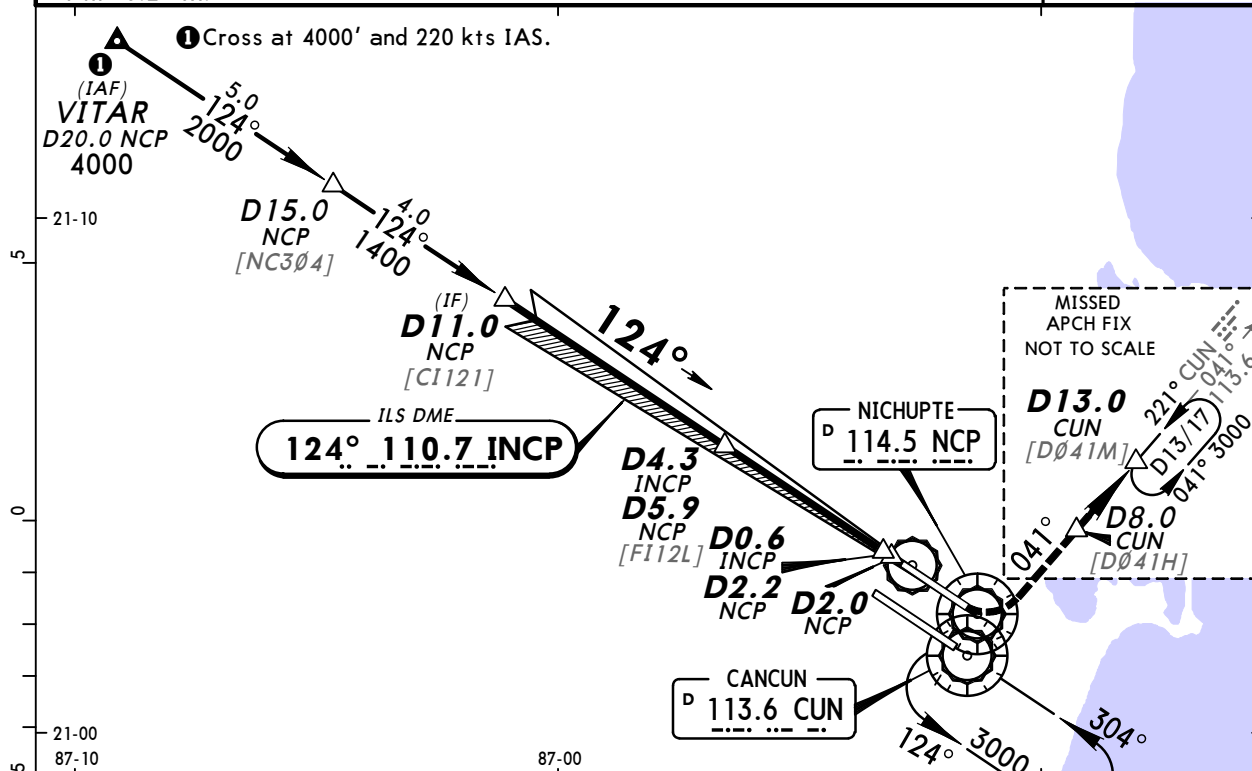 ❶Cross at 4000' and 220 kts IAS.
❶
(IAF)
VITAR
D20.0 NCP
4000
5.0
124°
2000
D15.0
NCP
[NC3Ø4]
4.0
124°
1400
21-10
5
(IF)
D11.0
NCP
[CI121]
124°
MISSED
APCH FIX
NOT TO SCALE
221° CUN
041°
113.6
D13.0
CUN
[DØ41M]
D13/17
041° 3000
D8.0
CUN
[DØ41H]
041°
ILS DME
124° 110.7 INCP
NICHUPTE
D 114.5 NCP
D4.3
INCP
D5.9
NCP
[FI12L]
0
D0.6
INCP
D2.2
NCP
D2.0
NCP
CANCUN
D 113.6 CUN
124° 3000
304°
21-00
87-10
87-00
5